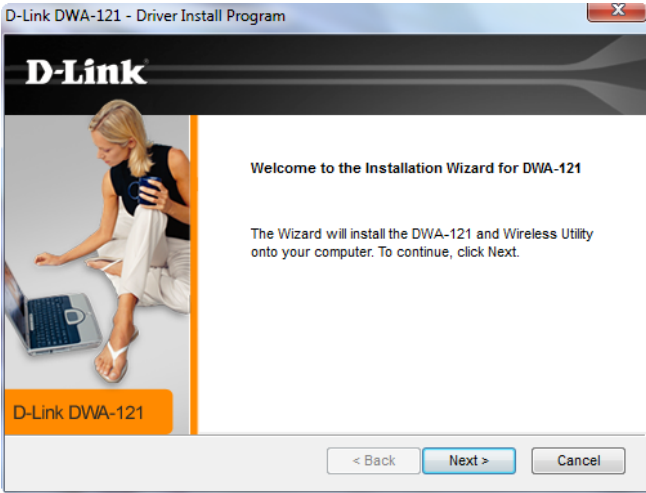 D-Link DWA-121 - Driver Install Program
D-Link
Welcome to the Installation Wizard for DWA-121
The Wizard will install the DWA-121 and Wireless Utility
onto your computer. To continue, click Next.
D-Link DWA-121
< Back
Next >
Cancel